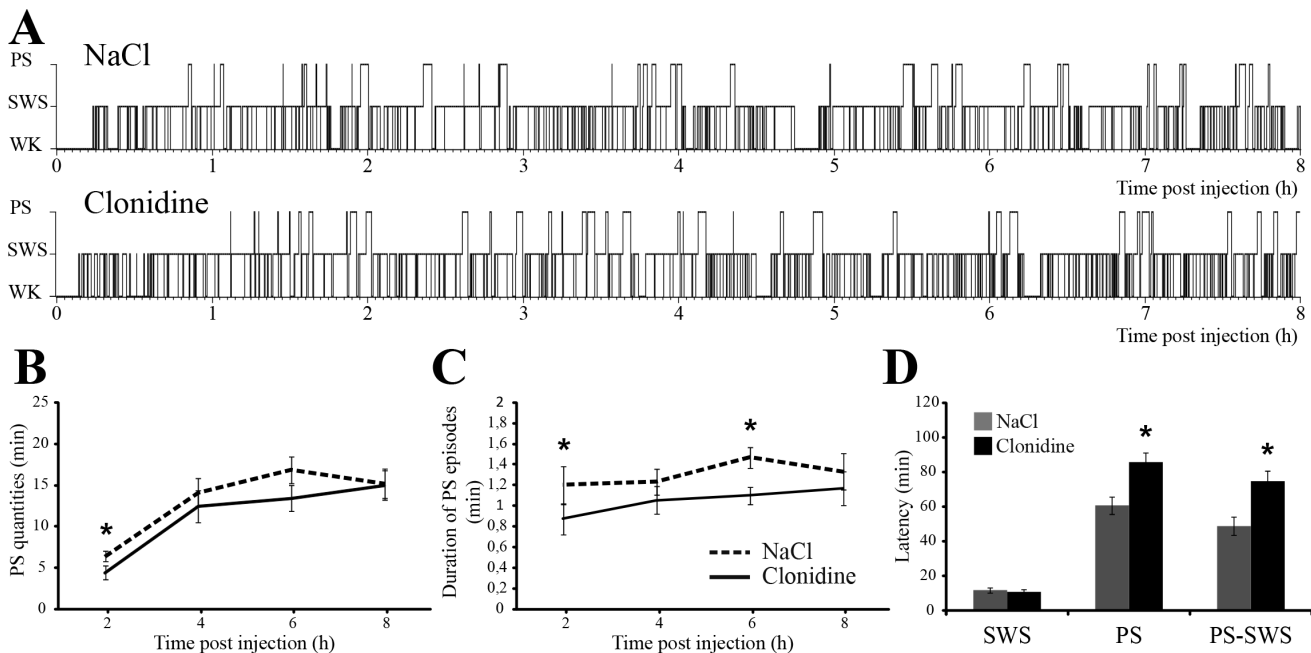 A
NaCl
PS
SWS
WK
0 1 2 3 4 5 6 7 8
Time post injection (h)
Clonidine
PS
SWS
WK
0 1 2 3 4 5 6 7 8
Time post injection (h)
B
PS quantities (min)
25
20
15
10
5
0
*
2 4 6 8
Time post injection (h)
C
Duration of PS episodes
(min)
2
1,8
1,6
1,4
1,2
1
0,8
0,6
0,4
0,2
0
* *
NaCl
Clonidine
2 4 6 8
Time post injection (h)
D
Latency (min)
120
100
80
60
40
20
0
NaCl
Clonidine
* *
SWS PS PS-SWS